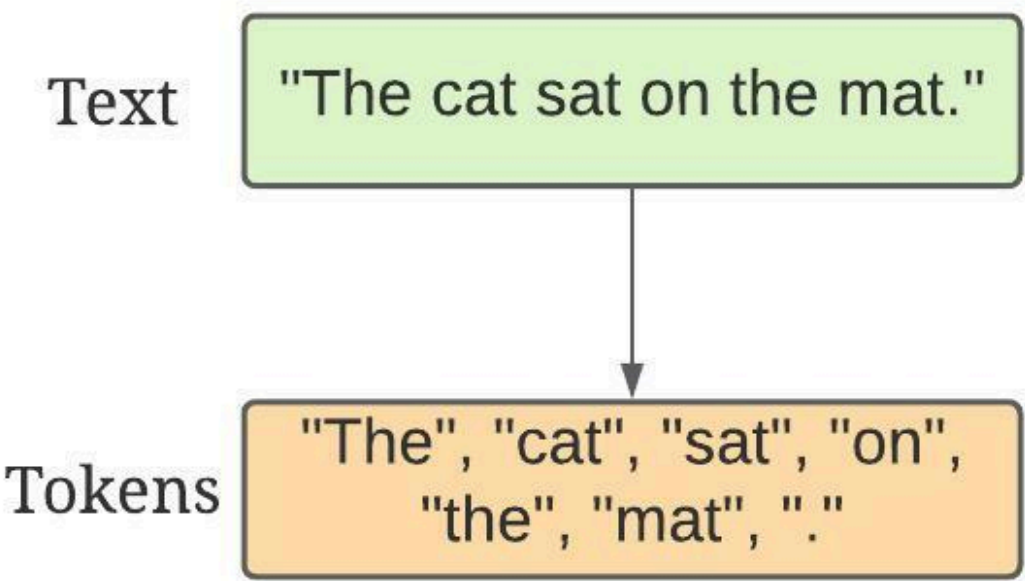 Text
"The cat sat on the mat."
Tokens
"The", "cat", "sat", "on",
"the", "mat", "."